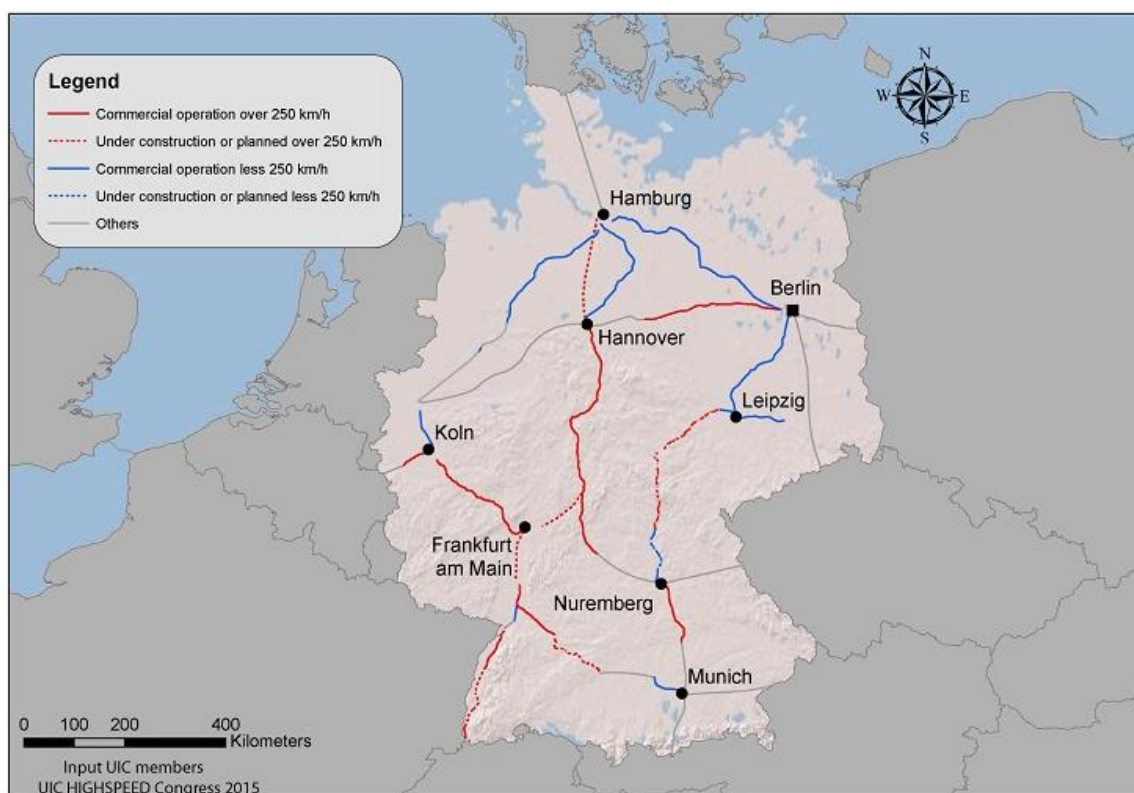 Legend
Commercial operation over 250 km/h
Under construction or planned over 250 km/h
Commercial operation less 250 km/h
Under construction or planned less 250 km/h
Others
N
W E
S
Hamburg
Berlin
Hannover
Leipzig
Koln
Frankfurt
am Main
Nuremberg
Munich
0 100 200 400
Kilometers
Input UIC members
UIC HIGHSPEED Congress 2015